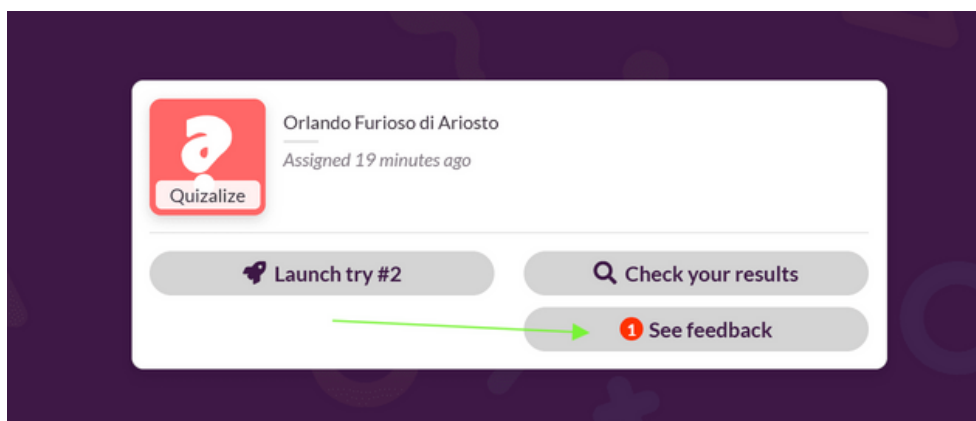 Orlando Furioso di Ariosto
Assigned 19 minutes ago
Quizalize
Launch try #2
Check your results
1 See feedback